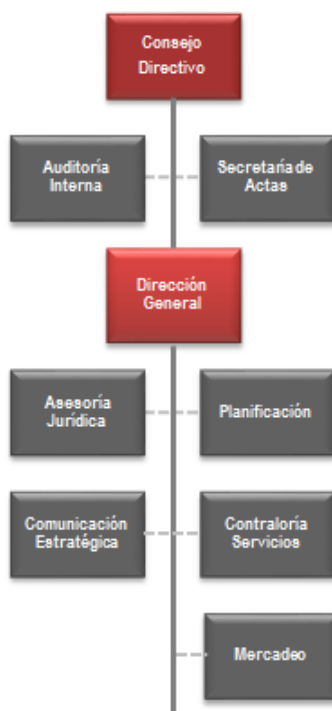 Consejo
Directivo
Auditoría
Interna
Secretaría de
Actas
Dirección
General
Asesoría
Jurídica
Planificación
Comunicación
Estratégica
Contraloría
Servicios
Mercadeo